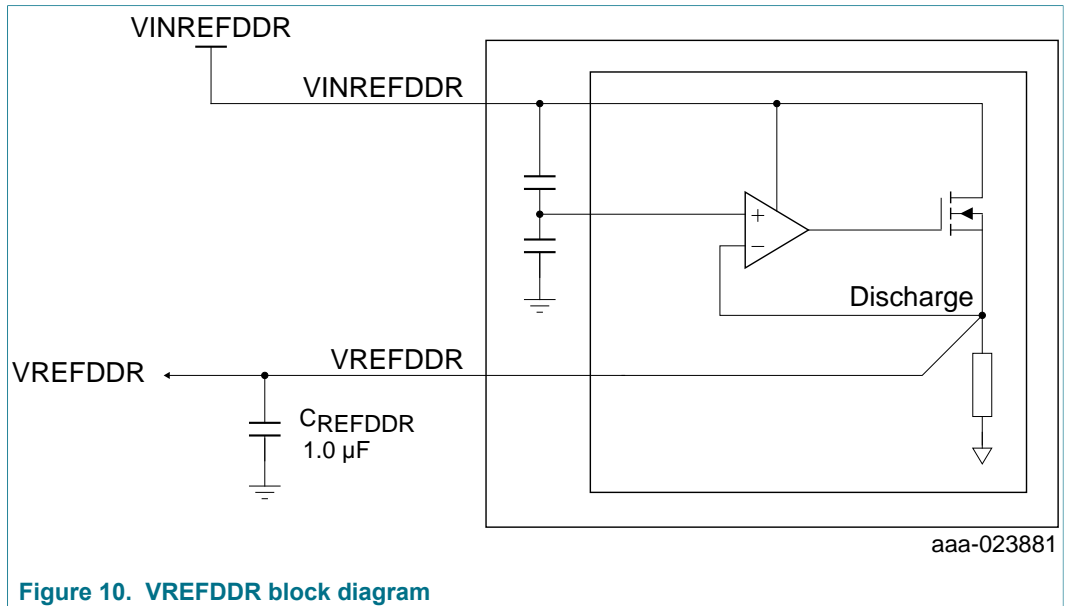 VINREFDDR
VINREFDDR
+
−
Discharge
VREFDDR
VREFDDR
CREFDDR
1.0 µF
aaa-023881
Figure 10. VREFDDR block diagram